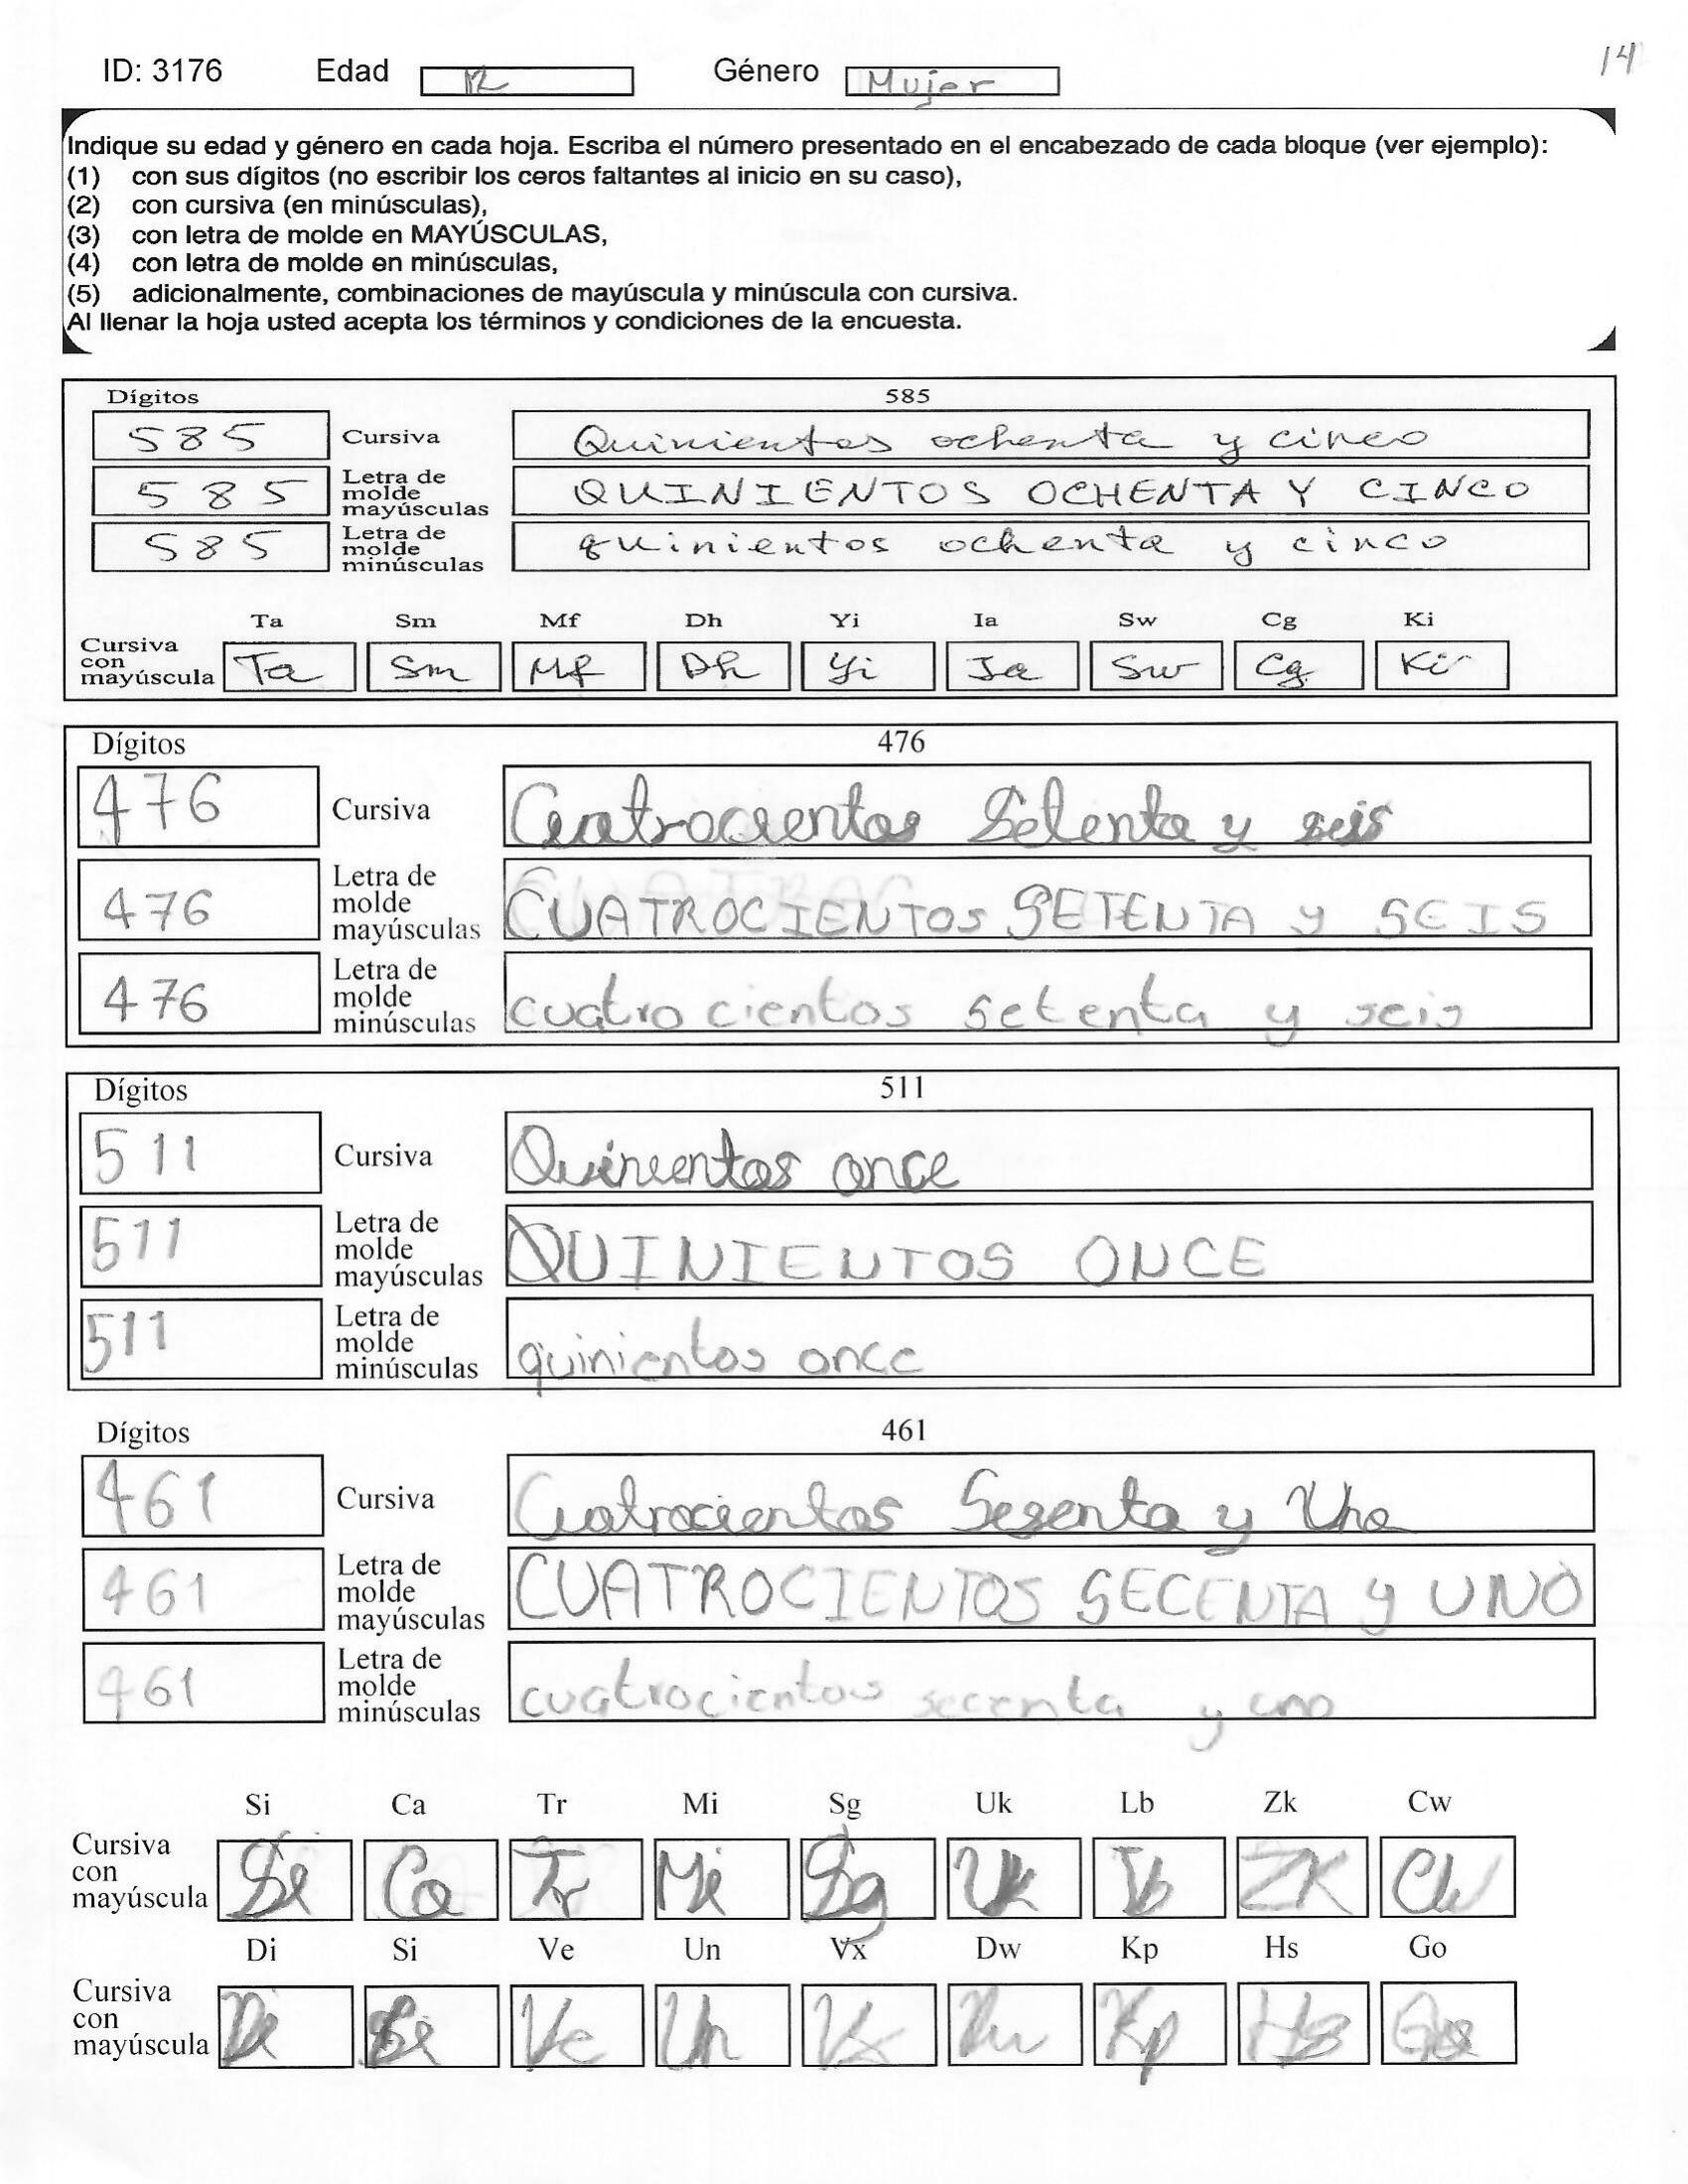 14
ID: 3176 Edad 12 Género Mujer
Indique su edad y género en cada hoja. Escriba el número presentado en el encabezado de cada bloque (ver ejemplo):
(1) con sus dígitos (no escribir los ceros faltantes al inicio en su caso),
(2) con cursiva (en minúsculas),
(3) con letra de molde en MAYÚSCULAS,
(4) con letra de molde en minúsculas,
(5) adicionalmente, combinaciones de mayúscula y minúscula con cursiva.
Al llenar la hoja usted acepta los términos y condiciones de la encuesta.
Dígitos 585
585 Cursiva Quinientos ochenta y cinco
585 Letra de molde mayúsculas QUINIENTOS OCHENTA Y CINCO
585 Letra de molde minúsculas quinientos ochenta y cinco
Ta Sm Mf Dh Yi Ia Sw Cg Ki
Cursiva con mayúscula Ta Sm Mf Dh Yi Ia Sw Cg Ki
Dígitos 476
476 Cursiva Cuatrocientos Setenta y seis
476 Letra de molde mayúsculas CUATROCIENTOS SETENTA y SEIS
476 Letra de molde minúsculas cuatrocientos setenta y seis
Dígitos 511
511 Cursiva Quinientos once
511 Letra de molde mayúsculas QUINIENTOS ONCE
511 Letra de molde minúsculas quinientos once
Dígitos 461
461 Cursiva Cuatrocientos Sesenta y Uno
461 Letra de molde mayúsculas CUATROCIENTOS SECENTA y UNO
461 Letra de molde minúsculas cuatrocientos secenta y uno
Si Ca Tr Mi Sg Uk Lb Zk Cw
Cursiva con mayúscula Si Ca Tr Mi Sg Uk Lb ZK Cw
Di Si Ve Un Vx Dw Kp Hs Go
Cursiva con mayúscula Di Si Ve Un Vx Dw Kp Hs Go